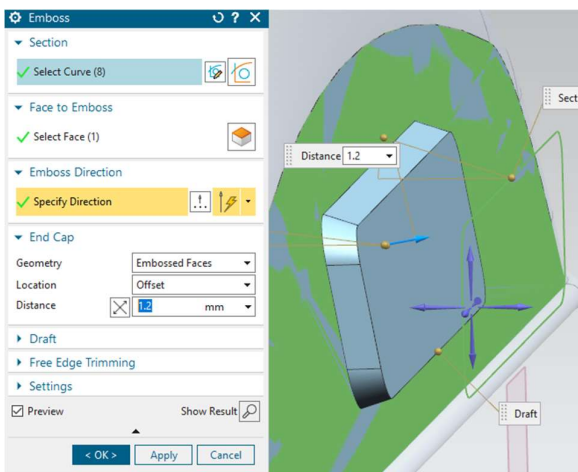 Emboss
Section
Select Curve (8)
Face to Emboss
Select Face (1)
Emboss Direction
Specify Direction
End Cap
Geometry Embossed Faces
Location Offset
Distance 1.2 mm
Draft
Free Edge Trimming
Settings
Preview Show Result
< OK > Apply Cancel
Sect
Distance 1.2
Draft